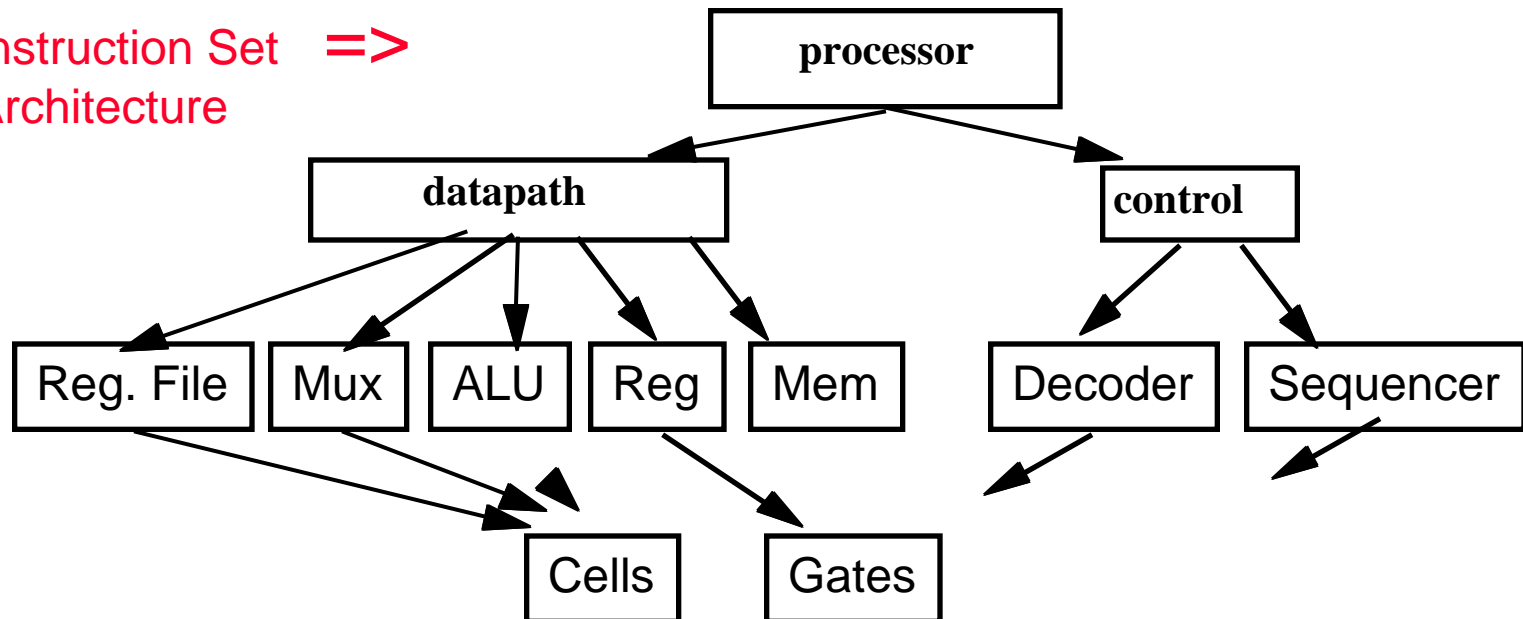 nstruction Set =>
Architecture
processor
datapath
control
Reg. File
Mux
ALU
Reg
Mem
Decoder
Sequencer
Cells
Gates